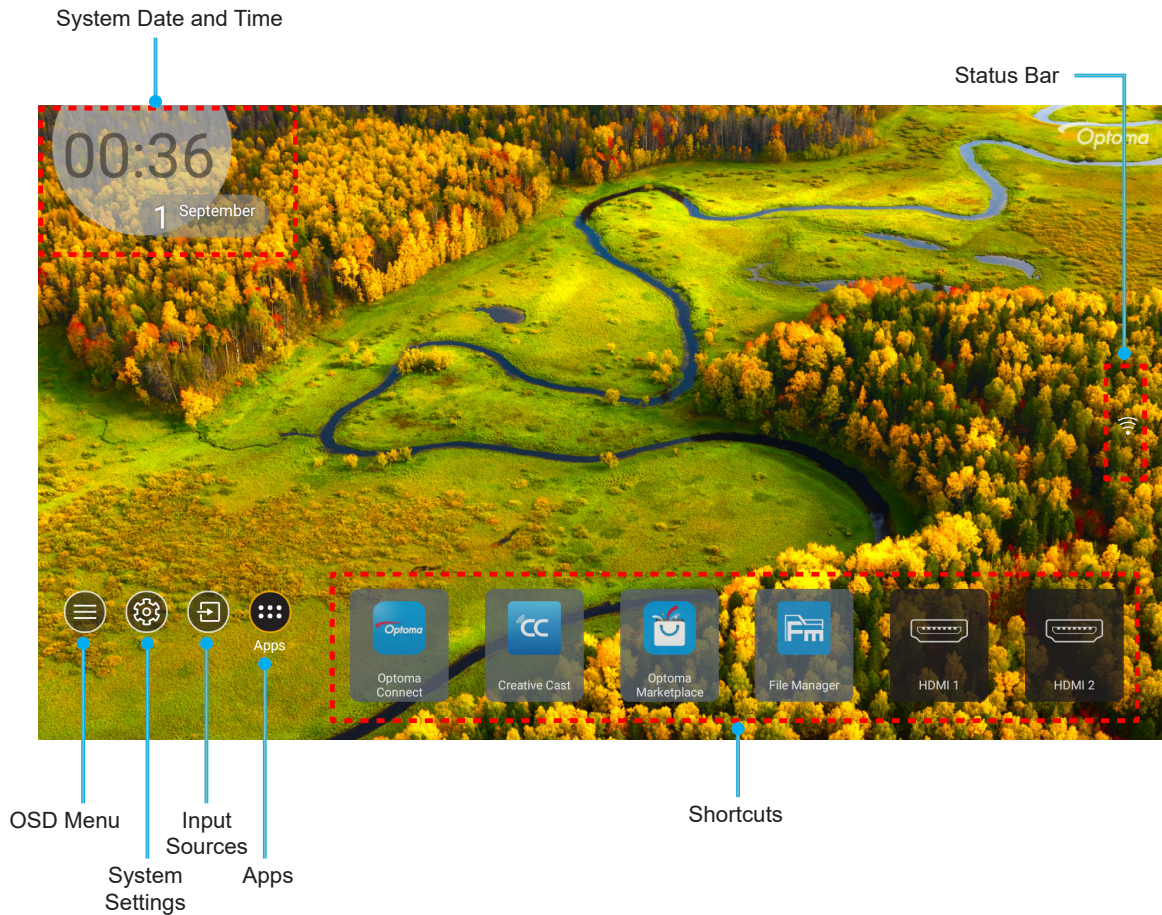 System Date and Time
Status Bar
00:36
Optoma
1 September
Apps
Optoma
CC
Fm
Optoma
Connect
Creative Cast
Optoma
Marketplace
File Manager
HDMI 1
HDMI 2
OSD Menu
Input
Sources
Shortcuts
System
Settings
Apps